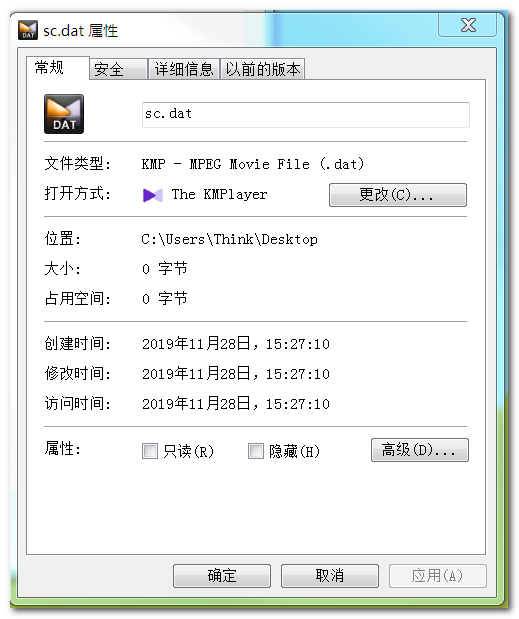 sc.dat 属性
常规 安全 详细信息 以前的版本
DAT sc.dat
文件类型: KMP - MPEG Movie File (.dat)
打开方式: The KMPlayer 更改(C)...
位置: C:\Users\Think\Desktop
大小: 0 字节
占用空间: 0 字节
创建时间: 2019年11月28日，15:27:10
修改时间: 2019年11月28日，15:27:10
访问时间: 2019年11月28日，15:27:10
属性: 只读(R) 隐藏(H) 高级(D)...
确定 取消 应用(A)